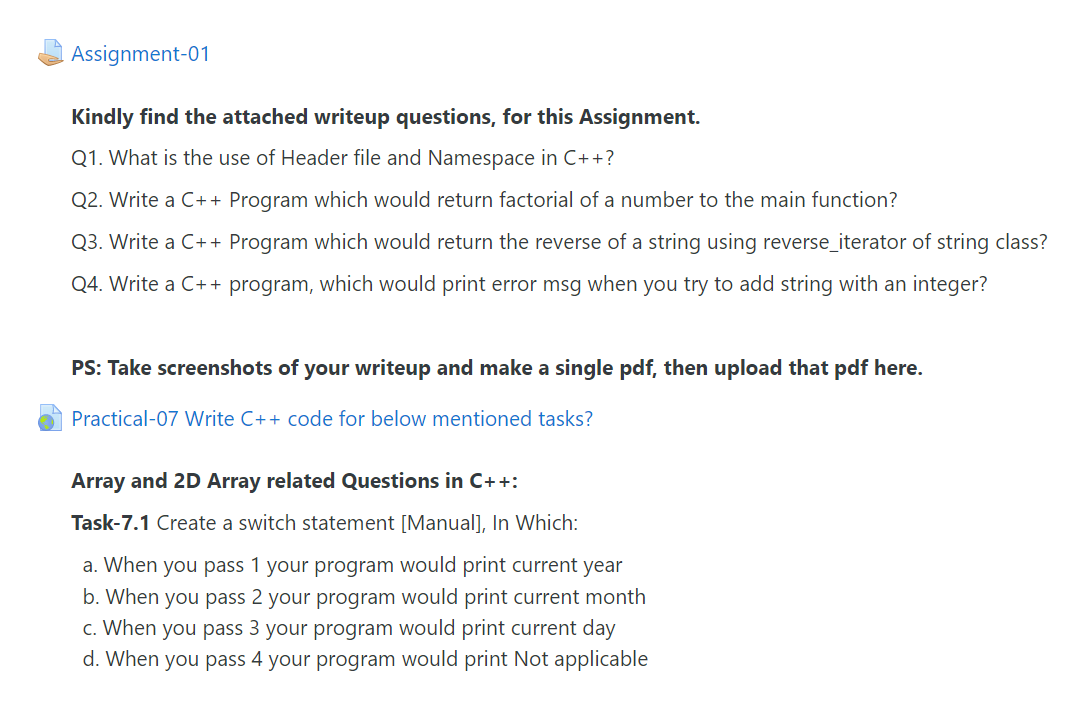 Assignment-01
Kindly find the attached writeup questions, for this Assignment.
Q1. What is the use of Header file and Namespace in C++?
Q2. Write a C++ Program which would return factorial of a number to the main function?
Q3. Write a C++ Program which would return the reverse of a string using reverse_iterator of string class?
Q4. Write a C++ program, which would print error msg when you try to add string with an integer?
PS: Take screenshots of your writeup and make a single pdf, then upload that pdf here.
Practical-07 Write C++ code for below mentioned tasks?
Array and 2D Array related Questions in C++:
Task-7.1 Create a switch statement [Manual], In Which:
a. When you pass 1 your program would print current year
b. When you pass 2 your program would print current month
c. When you pass 3 your program would print current day
d. When you pass 4 your program would print Not applicable